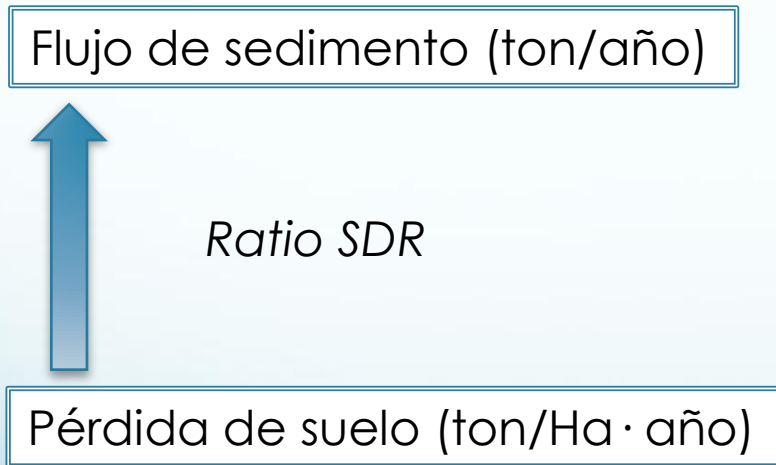 Flujo de sedimento (ton/año)
Ratio SDR
Pérdida de suelo (ton/Ha · año)